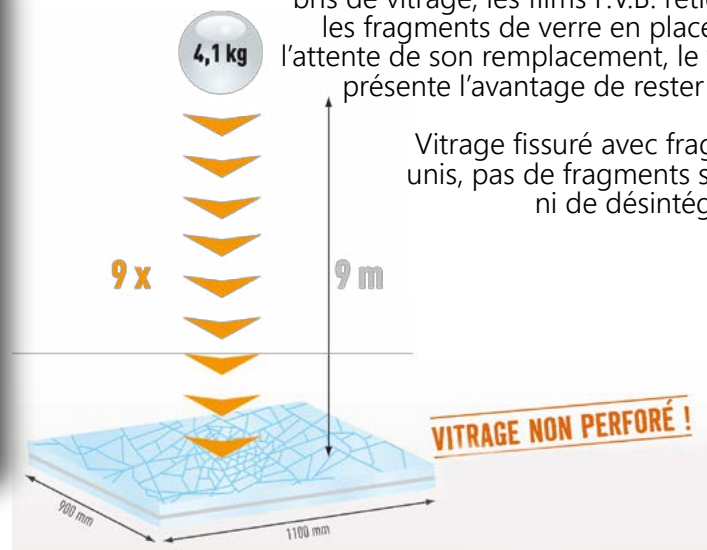 bris de vitrage, les films P.V.B.
les fragments de verre en place
l'attente de son remplacement, le
présente l'avantage de rester
Vitrage fissuré avec
unis, pas de fragments
ni de
4,1 kg
9 x
9 m
VITRAGE NON PERFORÉ !
900 mm
1100 mm